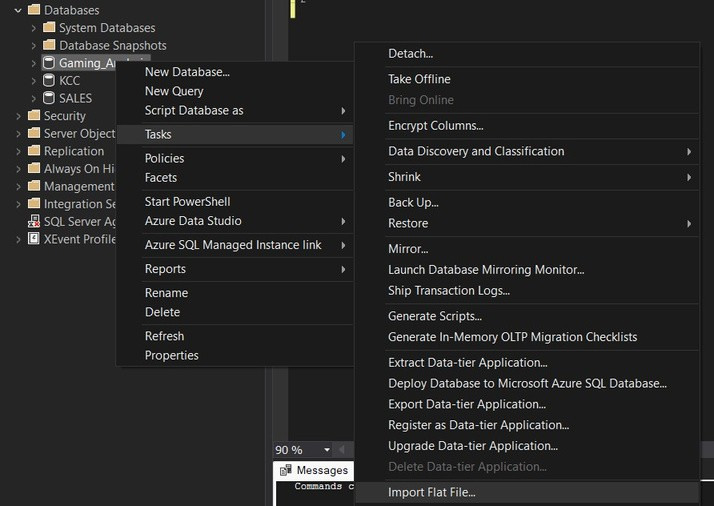 Databases
System Databases
Database Snapshots
KCC
SALES
Security
Server Object
Replication
Always On Hi
Management
Integration Se
SQL Server Ag
XEvent Profile
New Database...
New Query
Script Database as
Tasks
Policies
Facets
Start PowerShell
Azure Data Studio
Azure SQL Managed Instance link
Reports
Rename
Delete
Refresh
Properties
Detach...
Take Offline
Bring Online
Encrypt Columns...
Data Discovery and Classification
Shrink
Back Up...
Restore
Mirror...
Launch Database Mirroring Monitor...
Ship Transaction Logs...
Generate Scripts...
Generate In-Memory OLTP Migration Checklists
Extract Data-tier Application...
Deploy Database to Microsoft Azure SQL Database...
Export Data-tier Application...
Register as Data-tier Application...
Upgrade Data-tier Application...
Delete Data-tier Application...
Import Flat File...
90 %
Messages
Commands c